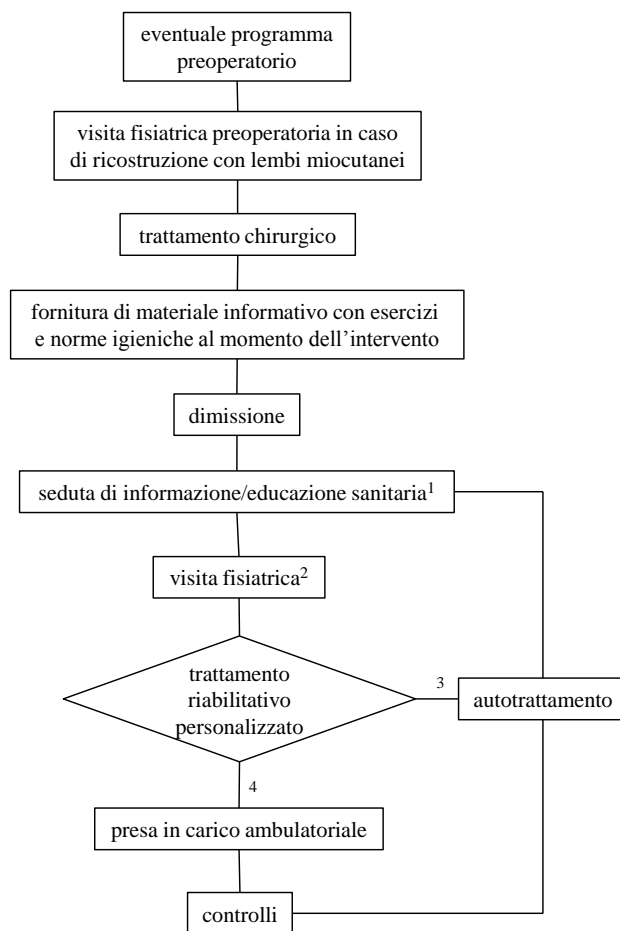 eventuale programma
preoperatorio
visita fisiatrica preoperatoria in caso
di ricostruzione con lembi miocutanei
trattamento chirurgico
fornitura di materiale informativo con esercizi
e norme igieniche al momento dell’intervento
dimissione
seduta di informazione/educazione sanitaria¹
visita fisiatrica²
trattamento
riabilitativo
personalizzato
3
autotrattamento
4
presa in carico ambulatoriale
controlli